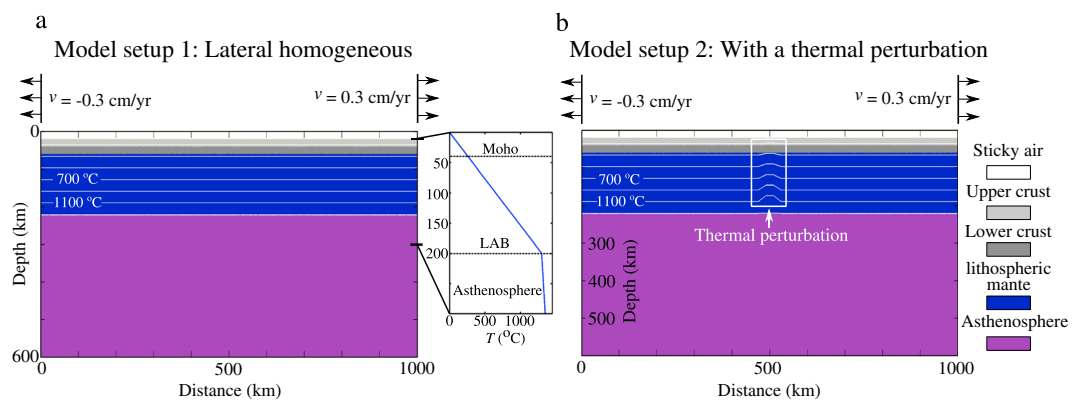 a
Model setup 1: Lateral homogeneous
v = -0.3 cm/yr
v = 0.3 cm/yr
0
Depth (km)
600
700 °C
1100 °C
0
500
1000
Distance (km)
50
100
150
200
250
Moho
LAB
Asthenosphere
0
500
1000
T (°C)
b
Model setup 2: With a thermal perturbation
v = -0.3 cm/yr
v = 0.3 cm/yr
700 °C
1100 °C
Thermal perturbation
300
400
500
Depth (km)
0
500
1000
Distance (km)
Sticky air
Upper crust
Lower crust
lithospheric
mante
Asthenosphere